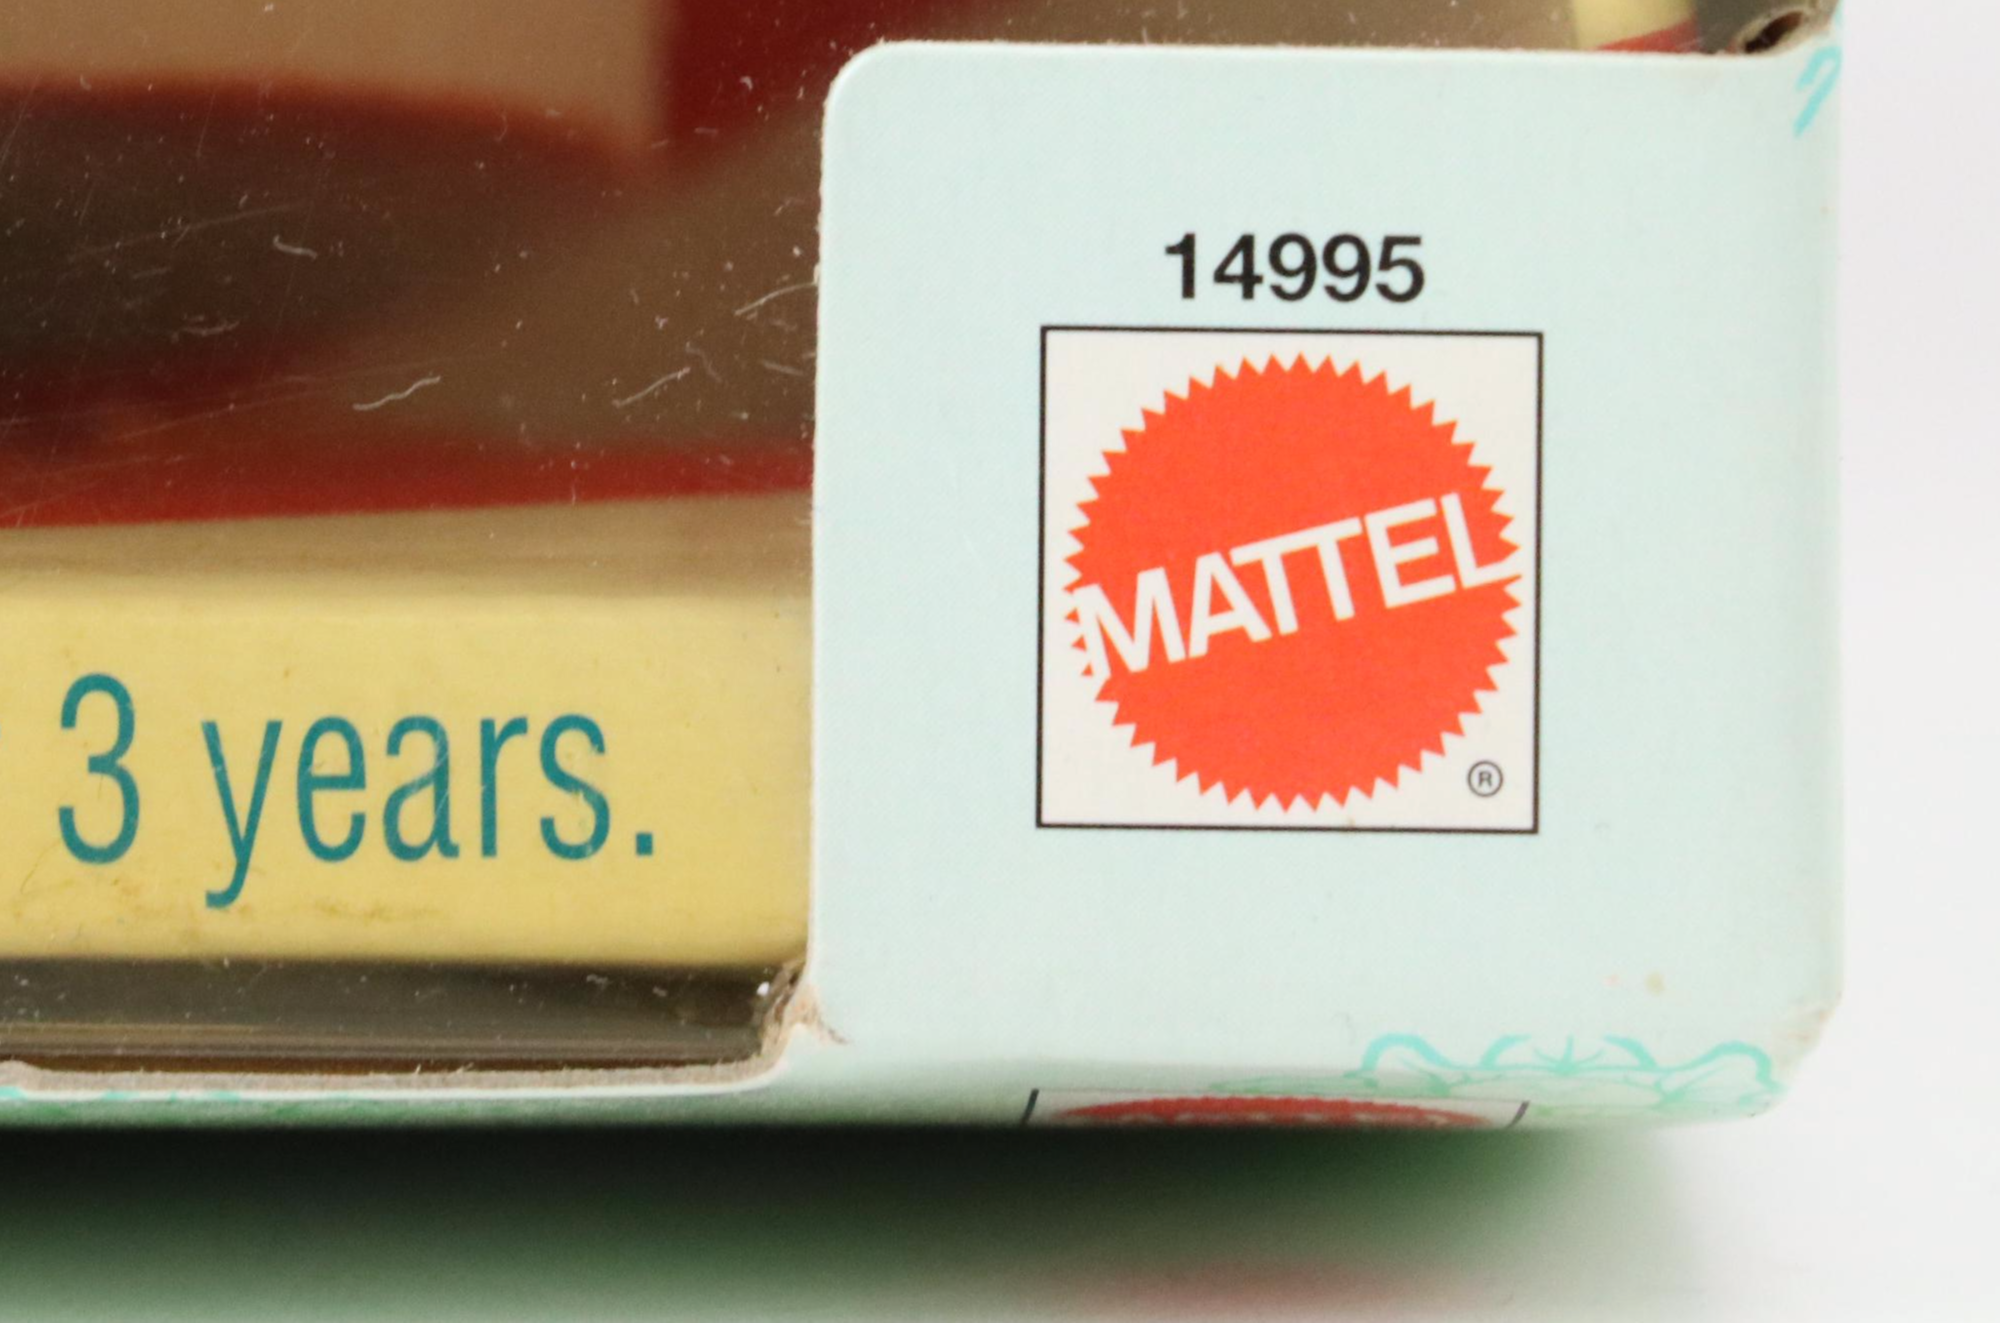 14995
MATTEL
®
3 years.